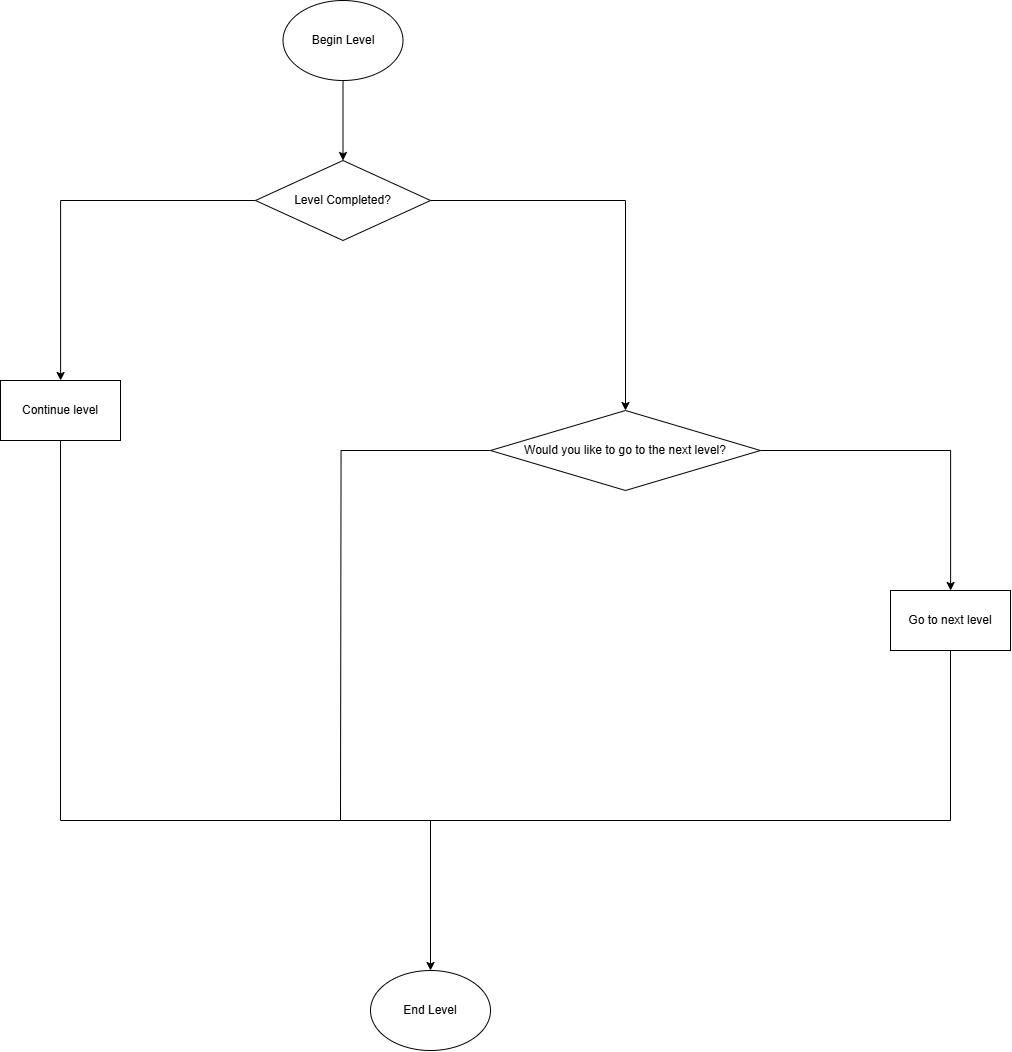 Begin Level
Level Completed?
Continue level
Would you like to go to the next level?
Go to next level
End Level